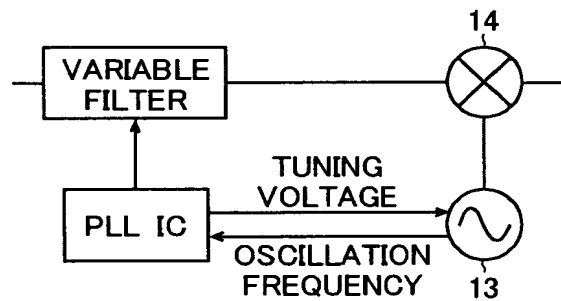 14
VARIABLE
FILTER
TUNING
VOLTAGE
PLL IC
OSCILLATION
FREQUENCY
13